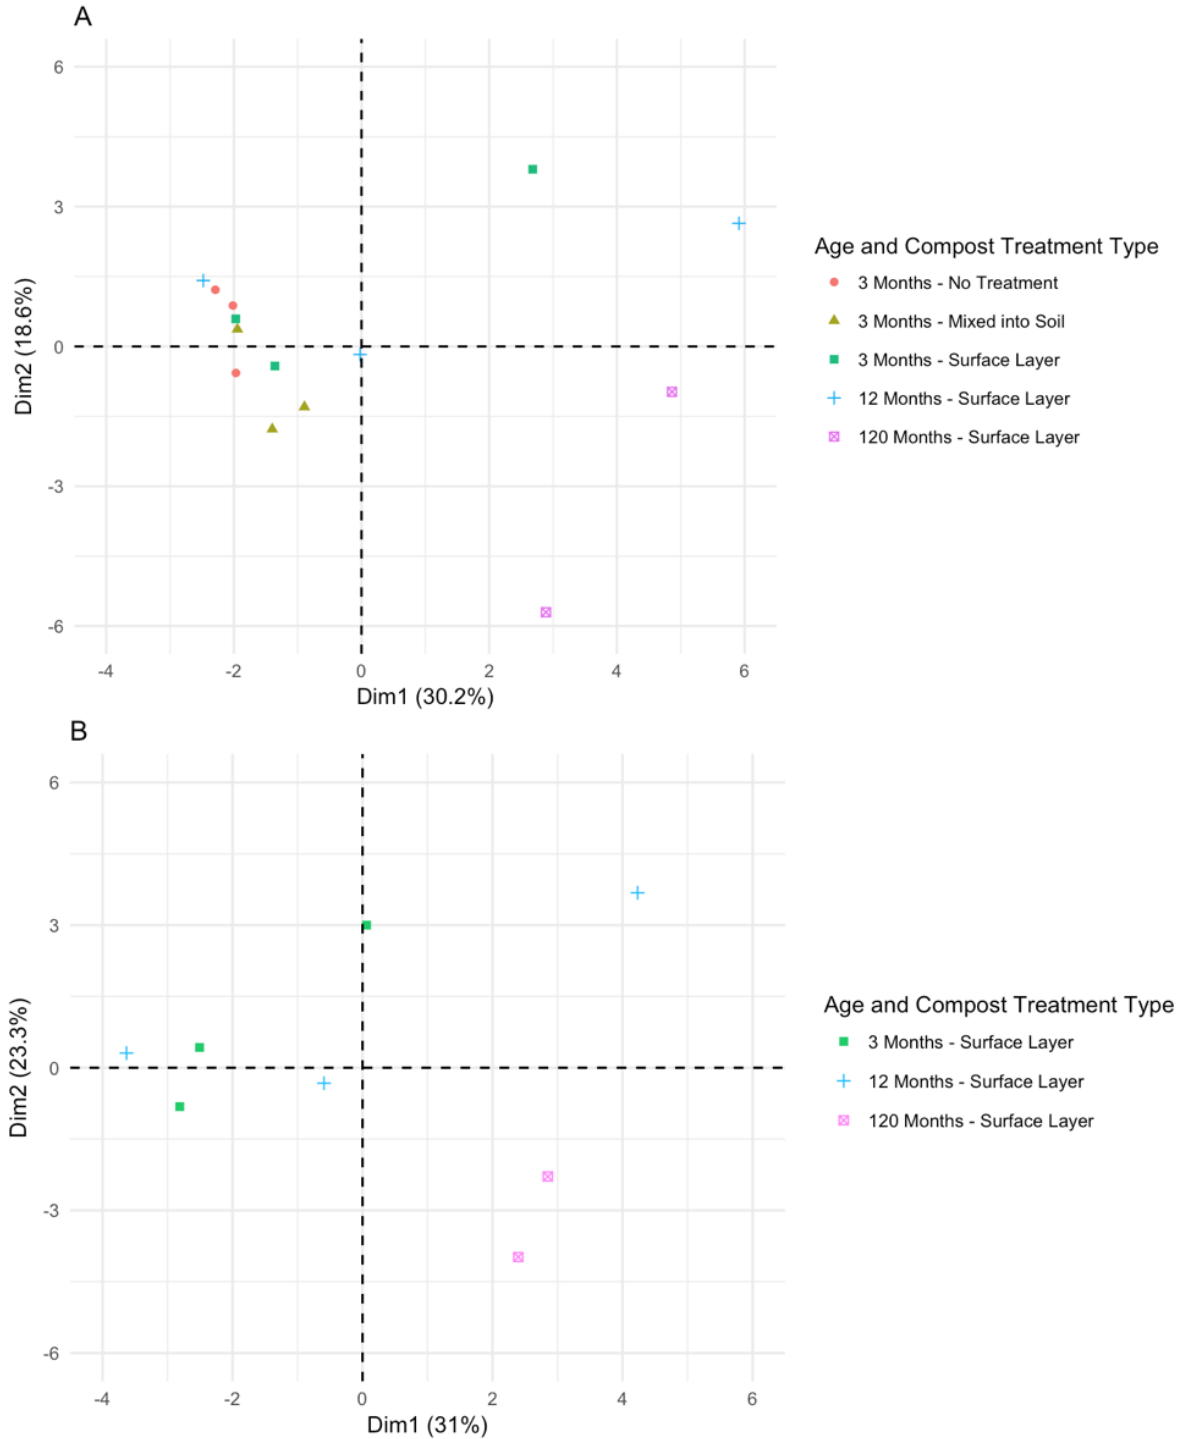 A
6
3
0
-3
-6
Dim2 (18.6%)
-4 -2 0 2 4 6
Dim1 (30.2%)
Age and Compost Treatment Type
3 Months - No Treatment
3 Months - Mixed into Soil
3 Months - Surface Layer
12 Months - Surface Layer
120 Months - Surface Layer
B
6
3
0
-3
-6
Dim2 (23.3%)
-4 -2 0 2 4 6
Dim1 (31%)
Age and Compost Treatment Type
3 Months - Surface Layer
12 Months - Surface Layer
120 Months - Surface Layer